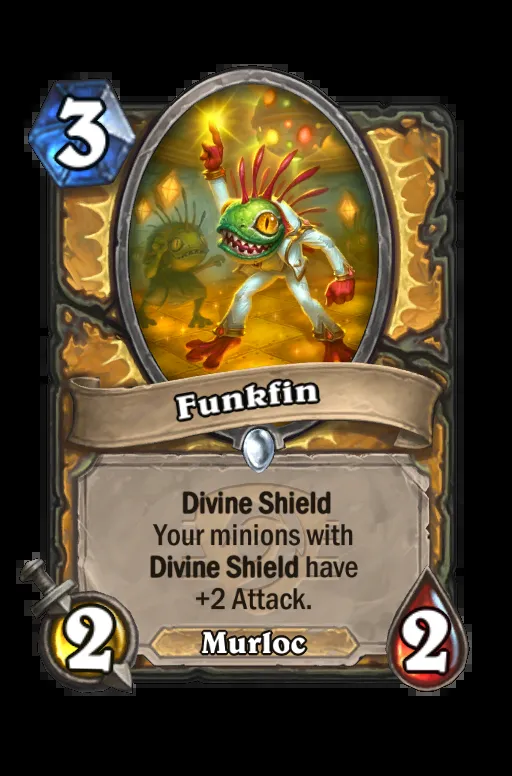 3
Funkfin
Divine Shield
Your minions with
Divine Shield have
+2 Attack.
2
Murloc
2